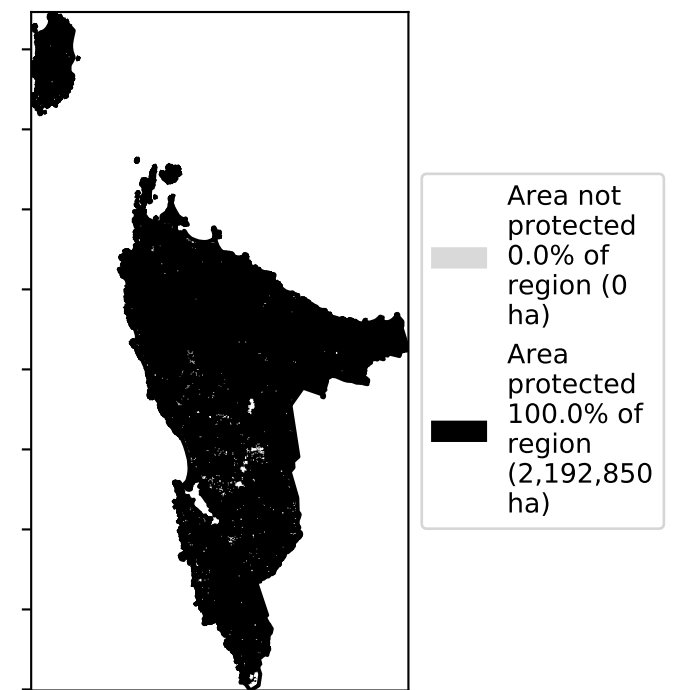 Area not
protected
0.0% of
region (0
ha)
Area
protected
100.0% of
region
(2,192,850
ha)